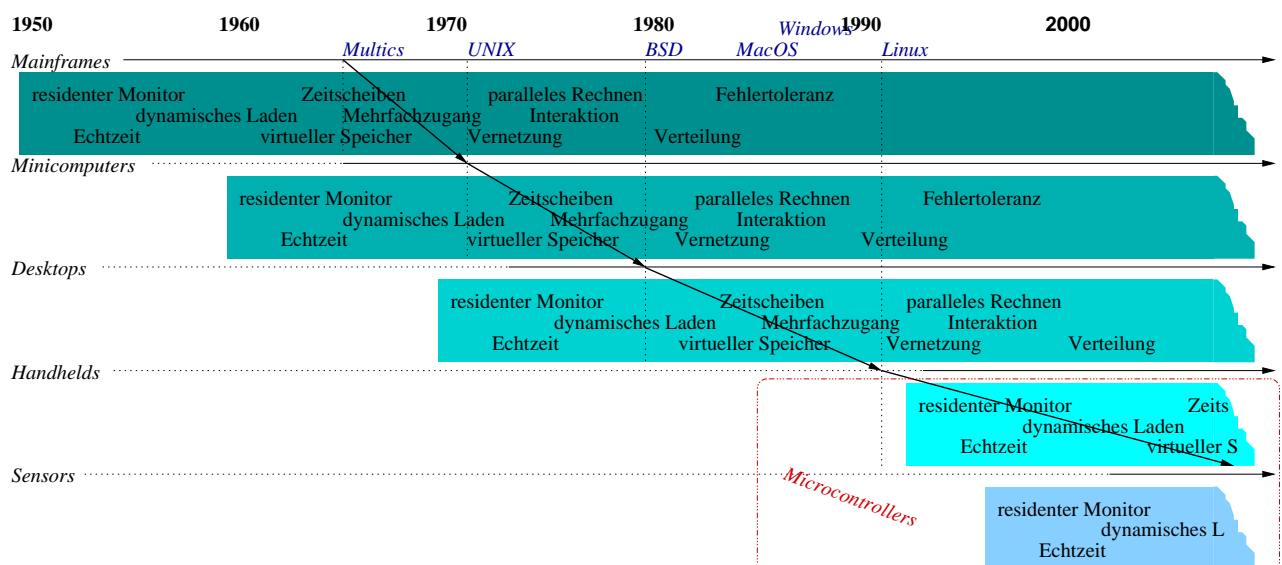 1950 1960 1970 1980 1990 2000
Windows
Multics UNIX BSD MacOS Linux
Mainframes
residenter Monitor Zeitscheiben paralleles Rechnen Fehlertoleranz
dynamisches Laden Mehrfachzugang Interaktion
Echtzeit virtueller Speicher Vernetzung Verteilung
Minicomputers
residenter Monitor Zeitscheiben paralleles Rechnen Fehlertoleranz
dynamisches Laden Mehrfachzugang Interaktion
Echtzeit virtueller Speicher Vernetzung Verteilung
Desktops
residenter Monitor Zeitscheiben paralleles Rechnen
dynamisches Laden Mehrfachzugang Interaktion
Echtzeit virtueller Speicher Vernetzung Verteilung
Handhelds
residenter Monitor Zeits
dynamisches Laden
Echtzeit virtueller S
Sensors
Microcontrollers
residenter Monitor
dynamisches L
Echtzeit